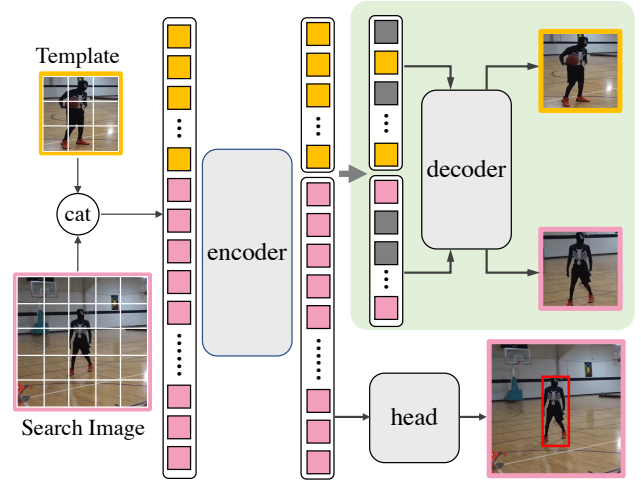 Template
cat
encoder
decoder
Search Image
head